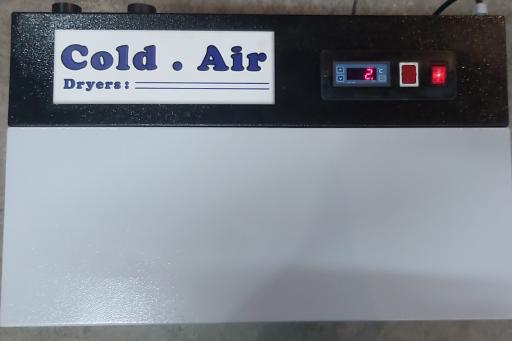 Cold . Air
Dryers:
2.
°C